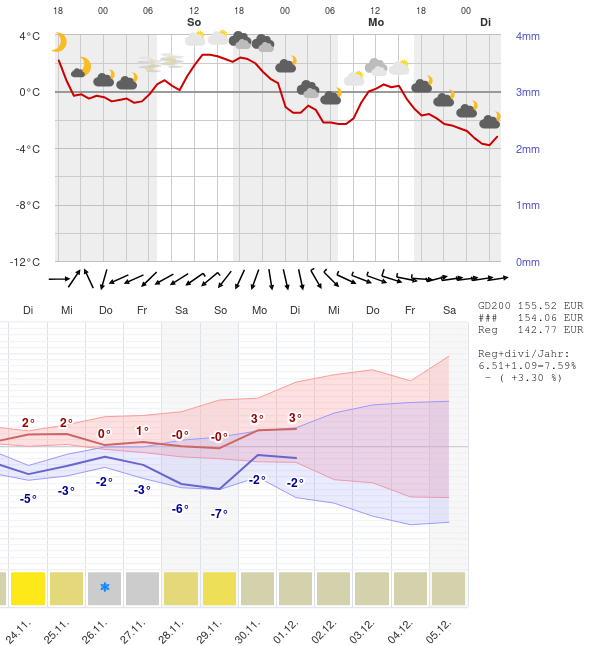 18 00 06 12 18 00 06 12 18 00
So Mo Di
4°C 4mm
0°C 3mm
-4°C 2mm
-8°C 1mm
-12°C 0mm
GD200 155.52 EUR
### 154.06 EUR
Reg 142.77 EUR
Reg+divi/Jahr:
6.51+1.09=7.59%
- ( +3.30 %)
Di Mi Do Fr Sa So Mo Di Mi Do Fr Sa
2° 2° 0° 1° -0° -0° 3° 3°
-5° -3° -2° -3° -6° -7° -2° -2°
24.11. 25.11. 26.11. 27.11. 28.11. 29.11. 30.11. 01.12. 02.12. 03.12. 04.12. 05.12.